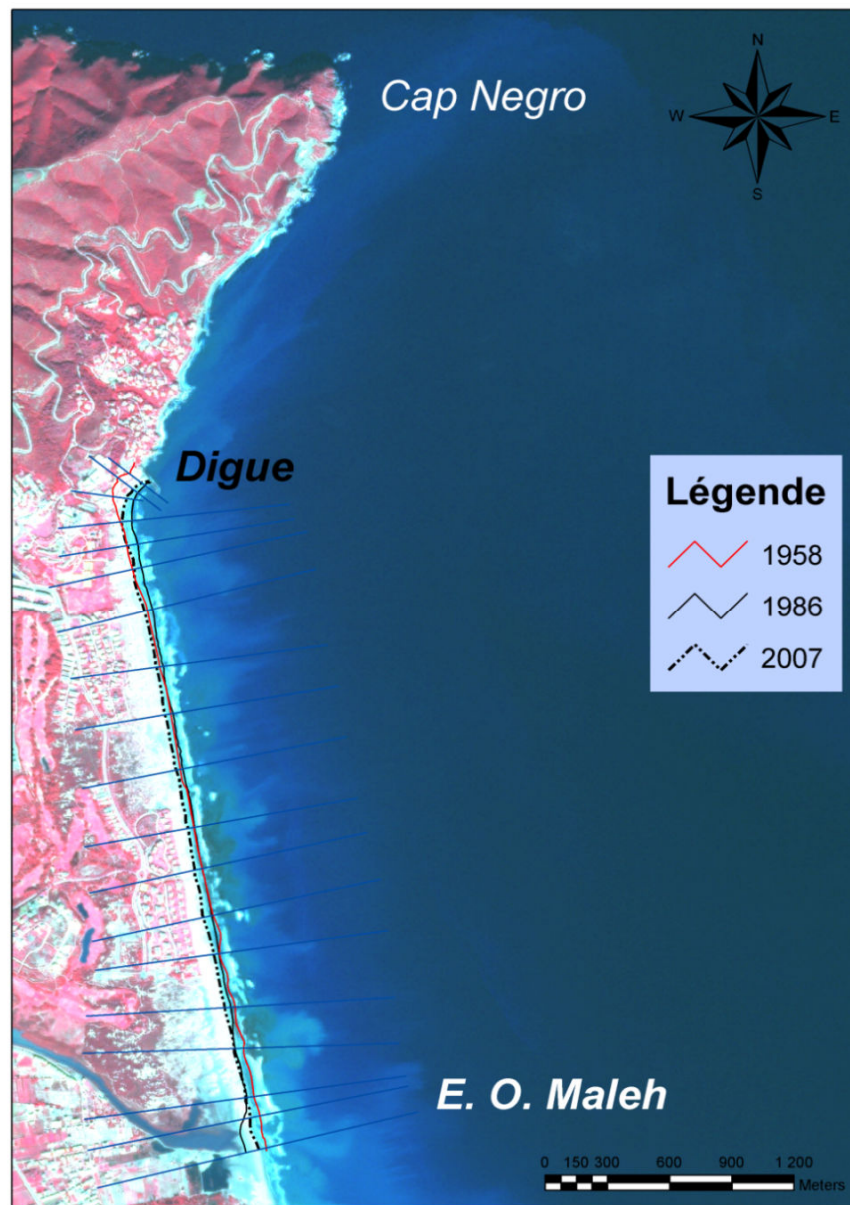 Cap Negro
N
W E
S
Digue
Légende
1958
1986
2007
E. O. Maleh
0 150 300 600 900 1 200
Meters